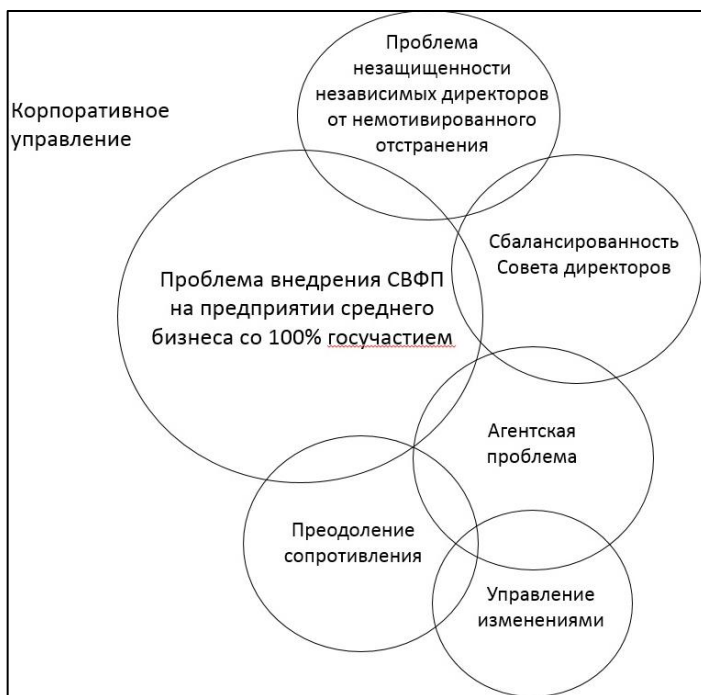 Проблема
незащищенности
независимых директоров
от немотивированного
отстранения
Корпоративное
управление
Сбалансированность
Совета директоров
Проблема внедрения СВФП
на предприятии среднего
бизнеса со 100% госучастием
Агентская
проблема
Преодоление
сопротивления
Управление
изменениями